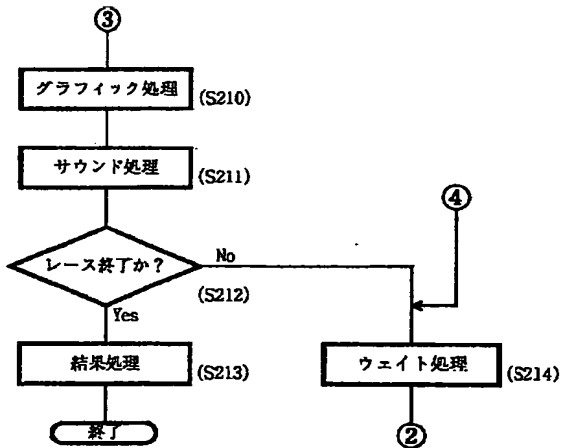 ③
グラフィック処理
(S210)
サウンド処理
(S211)
④
レース終了か？
No
(S212)
Yes
結果処理
(S213)
ウェイト処理
(S214)
終了
②